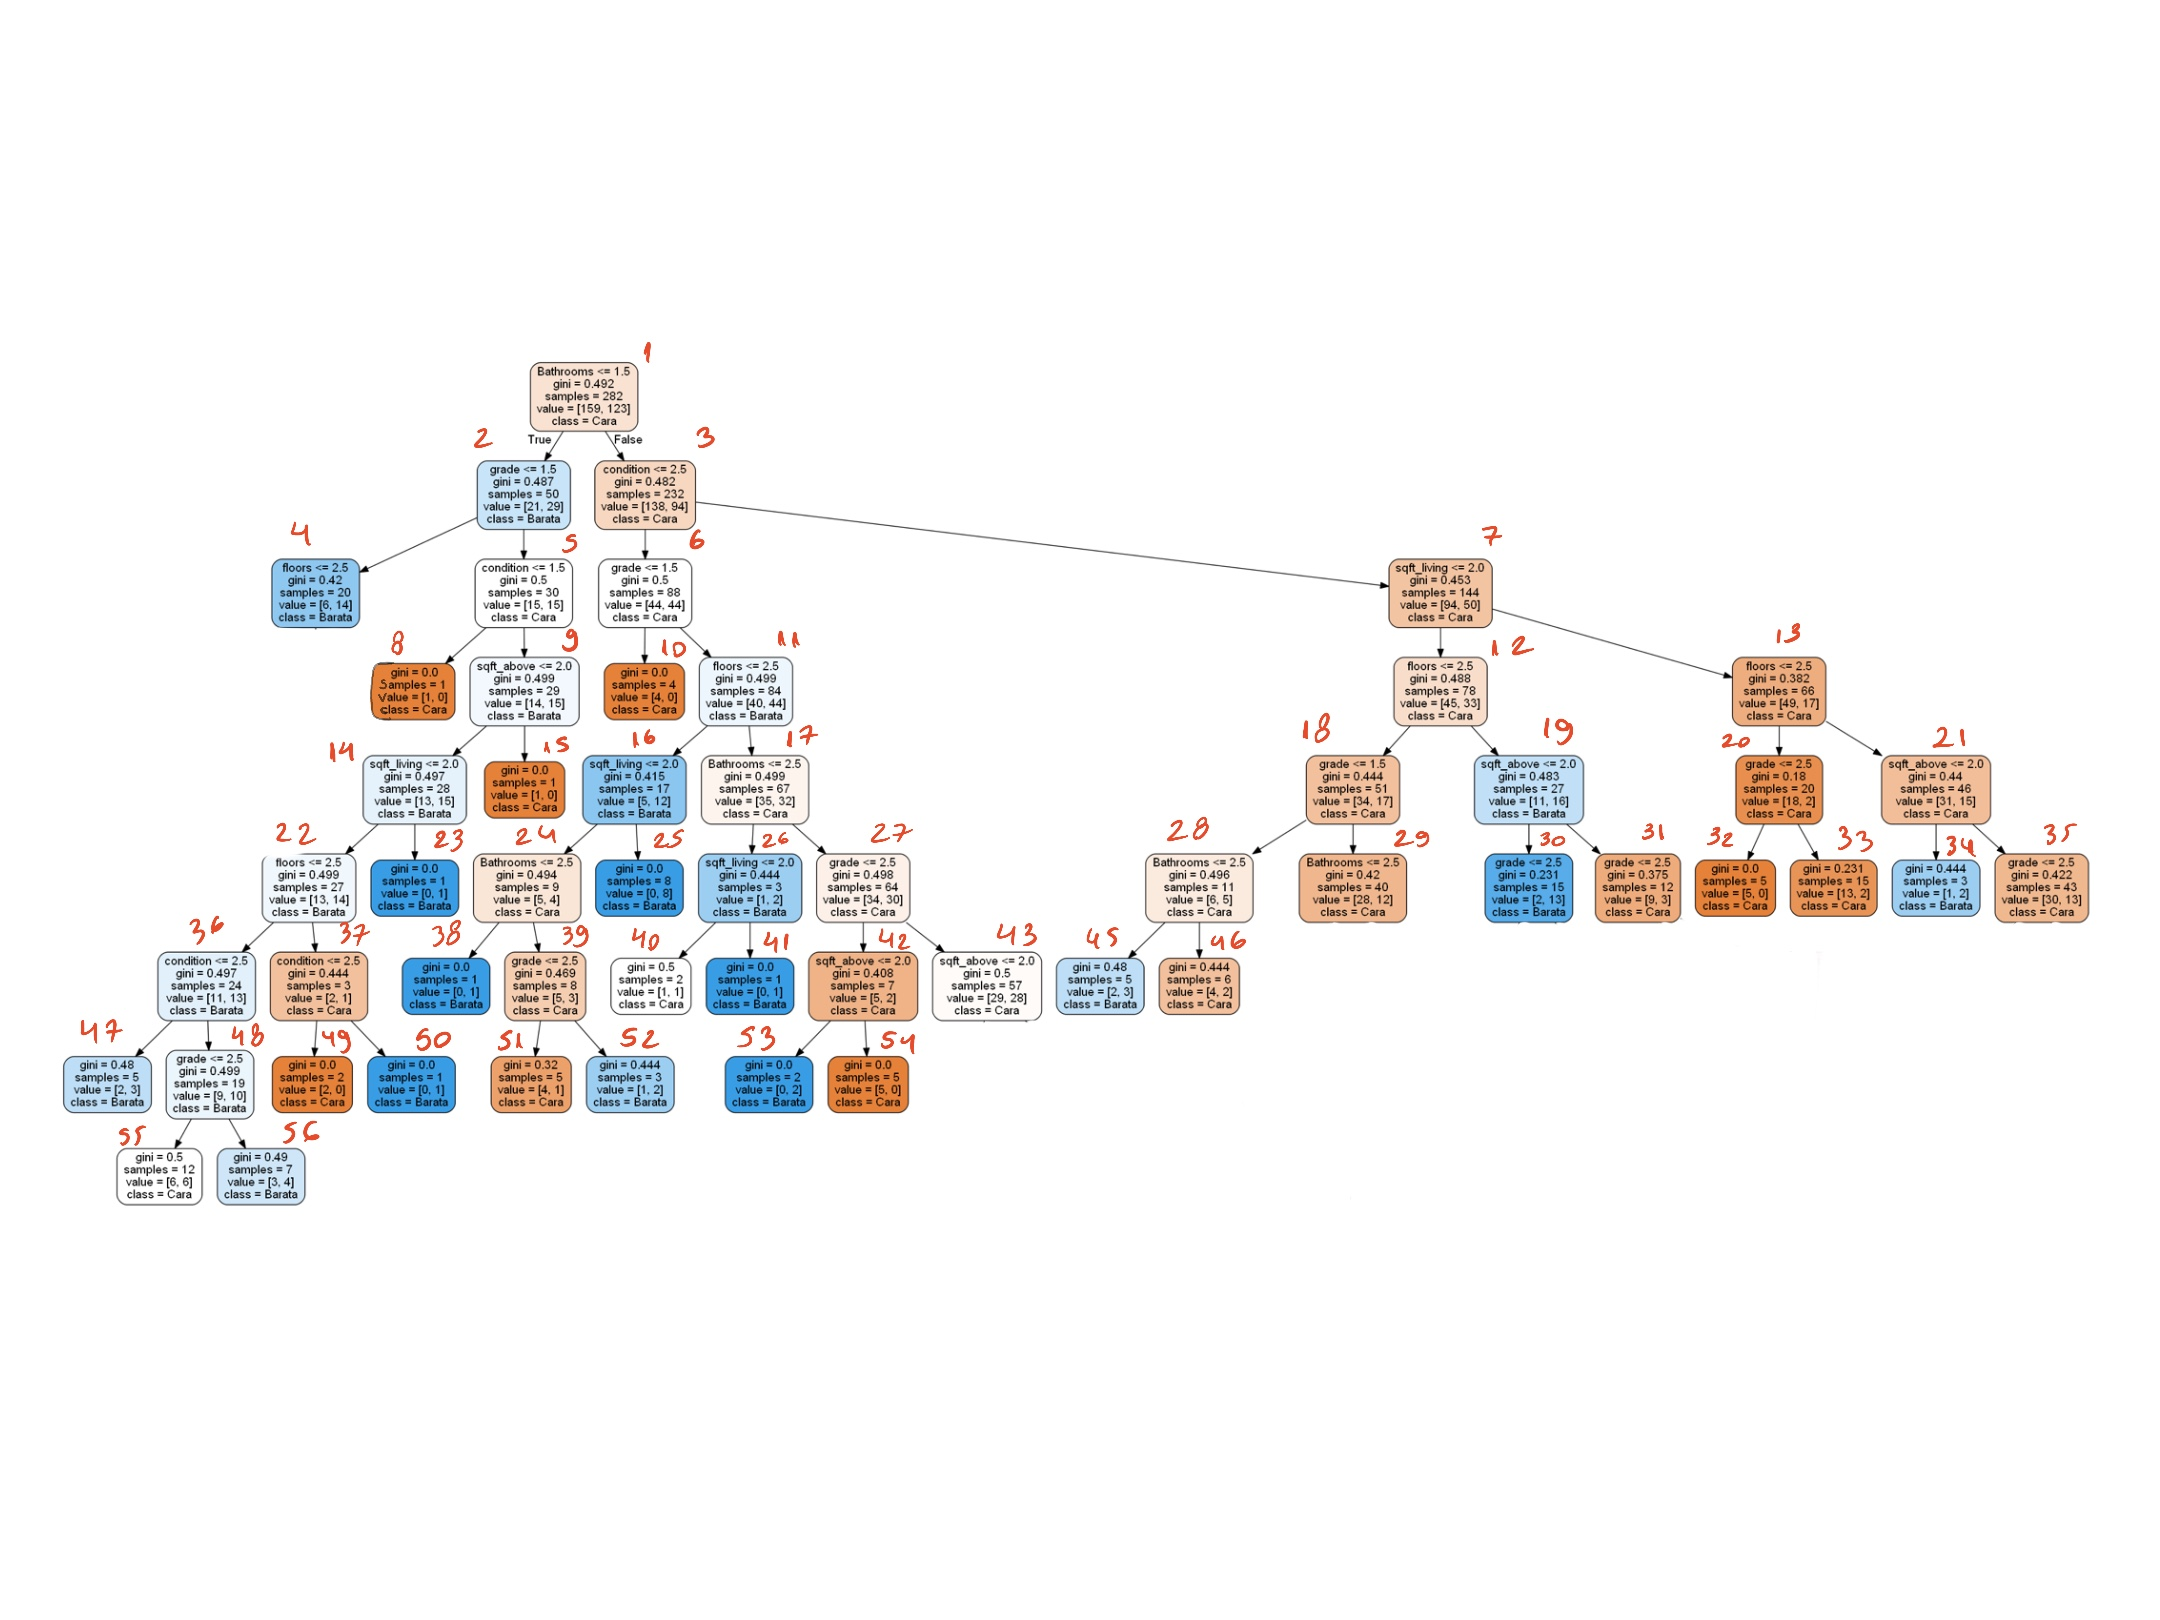 1
Bathrooms <= 1.5
gini = 0.492
samples = 282
value = [159, 123]
class = Cara
True
False
2
grade <= 1.5
gini = 0.487
samples = 50
value = [21, 29]
class = Barata
3
condition <= 2.5
gini = 0.482
samples = 232
value = [138, 94]
class = Cara
4
floors <= 2.5
gini = 0.42
samples = 20
value = [6, 14]
class = Barata
5
condition <= 1.5
gini = 0.5
samples = 30
value = [15, 15]
class = Cara
6
grade <= 1.5
gini = 0.5
samples = 88
value = [44, 44]
class = Cara
7
sqft_living <= 2.0
gini = 0.453
samples = 144
value = [94, 50]
class = Cara
8
gini = 0.0
samples = 1
value = [1, 0]
class = Cara
9
sqft_above <= 2.0
gini = 0.499
samples = 29
value = [14, 15]
class = Barata
10
gini = 0.0
samples = 4
value = [4, 0]
class = Cara
11
floors <= 2.5
gini = 0.499
samples = 84
value = [40, 44]
class = Barata
12
floors <= 2.5
gini = 0.488
samples = 78
value = [45, 33]
class = Cara
13
floors <= 2.5
gini = 0.382
samples = 66
value = [49, 17]
class = Cara
14
sqft_living <= 2.0
gini = 0.497
samples = 28
value = [13, 15]
class = Barata
15
gini = 0.0
samples = 1
value = [1, 0]
class = Cara
16
sqft_living <= 2.0
gini = 0.415
samples = 17
value = [5, 12]
class = Barata
17
Bathrooms <= 2.5
gini = 0.499
samples = 67
value = [35, 32]
class = Cara
18
grade <= 1.5
gini = 0.444
samples = 51
value = [34, 17]
class = Cara
19
sqft_above <= 2.0
gini = 0.483
samples = 27
value = [11, 16]
class = Barata
20
grade <= 2.5
gini = 0.18
samples = 20
value = [18, 2]
class = Cara
21
sqft_above <= 2.0
gini = 0.44
samples = 46
value = [31, 15]
class = Cara
22
floors <= 2.5
gini = 0.499
samples = 27
value = [13, 14]
class = Barata
23
gini = 0.0
samples = 1
value = [0, 1]
class = Barata
24
Bathrooms <= 2.5
gini = 0.494
samples = 9
value = [5, 4]
class = Cara
25
gini = 0.0
samples = 8
value = [0, 8]
class = Barata
26
sqft_living <= 2.0
gini = 0.444
samples = 3
value = [1, 2]
class = Barata
27
grade <= 2.5
gini = 0.498
samples = 64
value = [34, 30]
class = Cara
28
Bathrooms <= 2.5
gini = 0.496
samples = 11
value = [6, 5]
class = Cara
29
Bathrooms <= 2.5
gini = 0.42
samples = 40
value = [28, 12]
class = Cara
30
grade <= 2.5
gini = 0.231
samples = 15
value = [2, 13]
class = Barata
31
grade <= 2.5
gini = 0.375
samples = 12
value = [9, 3]
class = Cara
32
gini = 0.0
samples = 5
value = [5, 0]
class = Cara
33
gini = 0.231
samples = 15
value = [13, 2]
class = Cara
34
gini = 0.444
samples = 3
value = [1, 2]
class = Barata
35
grade <= 2.5
gini = 0.422
samples = 43
value = [30, 13]
class = Cara
36
condition <= 2.5
gini = 0.497
samples = 24
value = [11, 13]
class = Barata
37
condition <= 2.5
gini = 0.444
samples = 3
value = [2, 1]
class = Cara
38
gini = 0.0
samples = 1
value = [0, 1]
class = Barata
39
grade <= 2.5
gini = 0.469
samples = 8
value = [5, 3]
class = Cara
40
gini = 0.5
samples = 2
value = [1, 1]
class = Cara
41
gini = 0.0
samples = 1
value = [0, 1]
class = Barata
42
sqft_above <= 2.0
gini = 0.408
samples = 7
value = [5, 2]
class = Cara
43
sqft_above <= 2.0
gini = 0.5
samples = 57
value = [29, 28]
class = Cara
45
gini = 0.48
samples = 5
value = [2, 3]
class = Barata
46
gini = 0.444
samples = 6
value = [4, 2]
class = Cara
47
gini = 0.48
samples = 5
value = [2, 3]
class = Barata
48
grade <= 2.5
gini = 0.499
samples = 19
value = [9, 10]
class = Barata
49
gini = 0.0
samples = 2
value = [2, 0]
class = Cara
50
gini = 0.0
samples = 1
value = [0, 1]
class = Barata
51
gini = 0.32
samples = 5
value = [4, 1]
class = Cara
52
gini = 0.444
samples = 3
value = [1, 2]
class = Barata
53
gini = 0.0
samples = 2
value = [0, 2]
class = Barata
54
gini = 0.0
samples = 5
value = [5, 0]
class = Cara
55
gini = 0.5
samples = 12
value = [6, 6]
class = Cara
56
gini = 0.49
samples = 7
value = [3, 4]
class = Barata